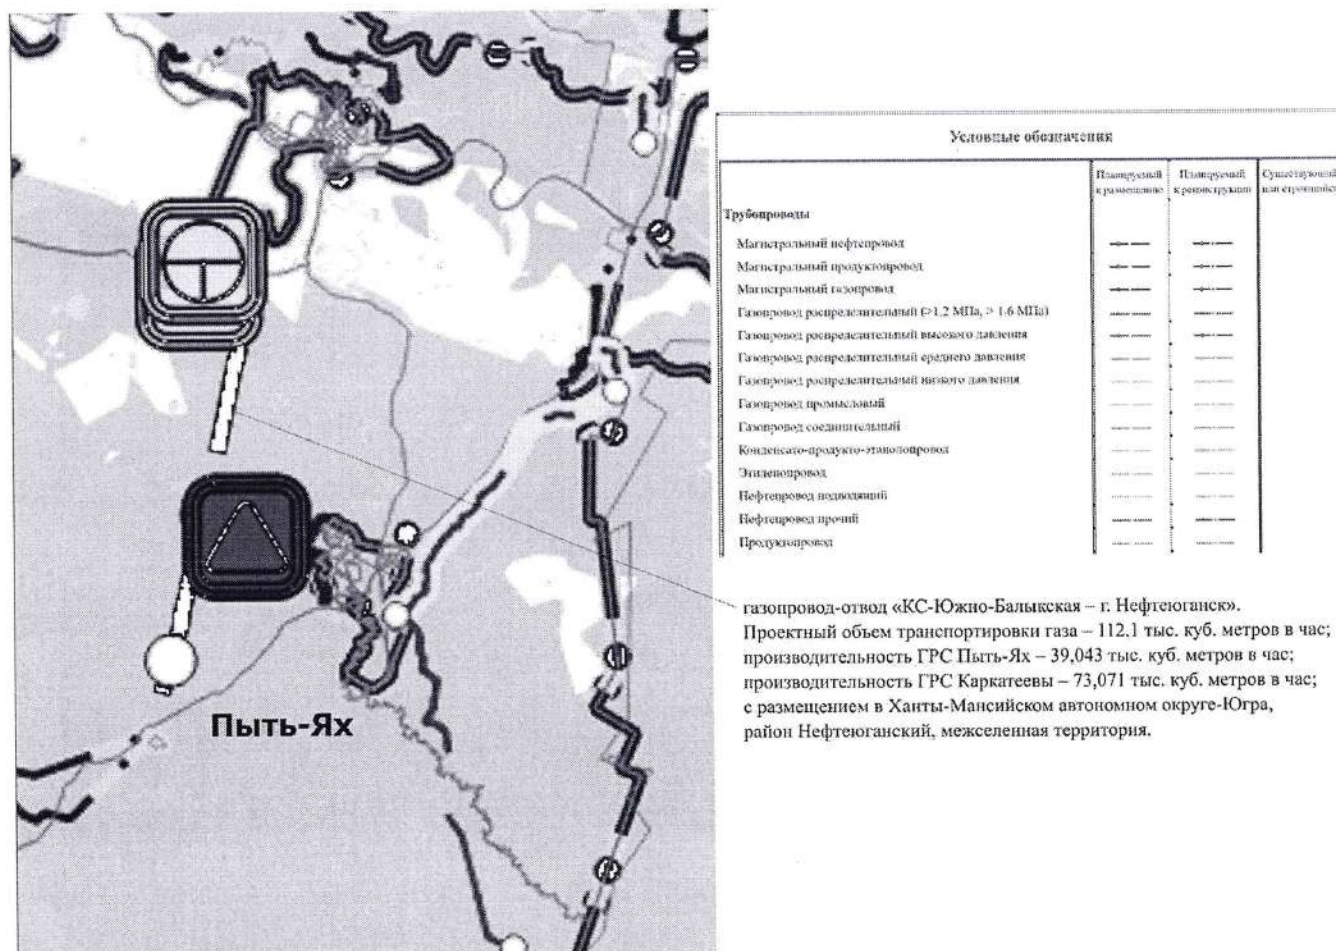 Пыть-Ях
Условные обозначения
Планируемый к размещению
Планируемый к реконструкции
Существующий
или
Трубопроводы
Магистральный нефтепровод
Магистральный продуктопровод
Магистральный газопровод
Газопровод распределительный (>1.2 МПа, > 1.6 МПа)
Газопровод распределительный высокого давления
Газопровод распределительный среднего давления
Газопровод распределительный низкого давления
Газопровод промысловый
Газопровод соединительный
Конденсато-продукто-этанолопровод
Этиленопровод
Нефтепровод подводящий
Нефтепровод прочий
Продуктопровод
газопровод-отвод «КС-Южно-Балыкская – г. Нефтеюганск».
Проектный объем транспортировки газа – 112.1 тыс. куб. метров в час;
производительность ГРС Пыть-Ях – 39,043 тыс. куб. метров в час;
производительность ГРС Каркатеевы – 73,071 тыс. куб. метров в час;
с размещением в Ханты-Мансийском автономном округе-Югра,
район Нефтеюганский, межселенная территория.